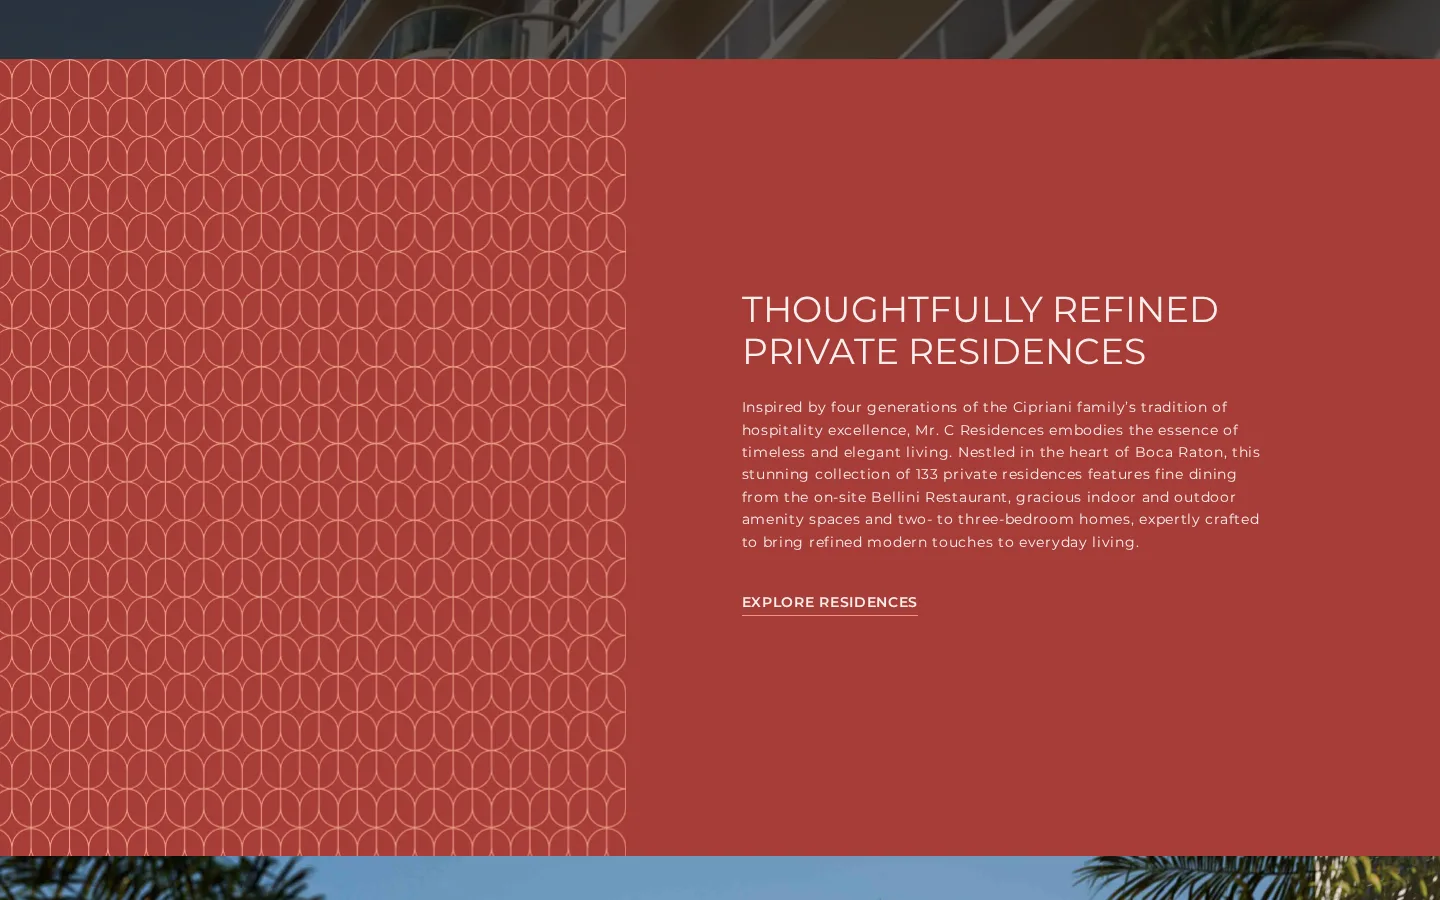 THOUGHTFULLY REFINED
PRIVATE RESIDENCES
Inspired by four generations of the Cipriani family's tradition of
hospitality excellence, Mr. C Residences embodies the essence of
timeless and elegant living. Nestled in the heart of Boca Raton, this
stunning collection of 133 private residences features fine dining
from the on-site Bellini Restaurant, gracious indoor and outdoor
amenity spaces and two- to three-bedroom homes, expertly crafted
to bring refined modern touches to everyday living.
EXPLORE RESIDENCES